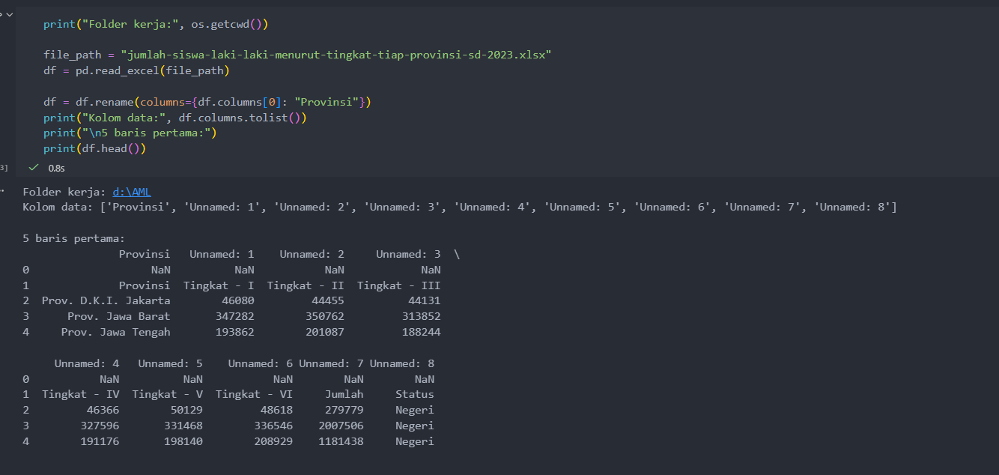 print("Folder kerja:", os.getcwd())
file_path = "jumlah-siswa-laki-laki-menurut-tingkat-tiap-provinsi-sd-2023.xlsx"
df = pd.read_excel(file_path)
df = df.rename(columns={df.columns[0]: "Provinsi"})
print("Kolom data:", df.columns.tolist())
print("\n5 baris pertama:")
print(df.head())
3] 0.8s
Folder kerja: d:\AML
Kolom data: ['Provinsi', 'Unnamed: 1', 'Unnamed: 2', 'Unnamed: 3', 'Unnamed: 4', 'Unnamed: 5', 'Unnamed: 6', 'Unnamed: 7', 'Unnamed: 8']
5 baris pertama:
Provinsi Unnamed: 1 Unnamed: 2 Unnamed: 3 \
0 NaN NaN NaN NaN
1 Provinsi Tingkat - I Tingkat - II Tingkat - III
2 Prov. D.K.I. Jakarta 46080 44455 44131
3 Prov. Jawa Barat 347282 350762 313852
4 Prov. Jawa Tengah 193862 201087 188244
Unnamed: 4 Unnamed: 5 Unnamed: 6 Unnamed: 7 Unnamed: 8
0 NaN NaN NaN NaN NaN
1 Tingkat - IV Tingkat - V Tingkat - VI Jumlah Status
2 46366 50129 48618 279779 Negeri
3 327596 331468 336546 2007506 Negeri
4 191176 198140 208929 1181438 Negeri